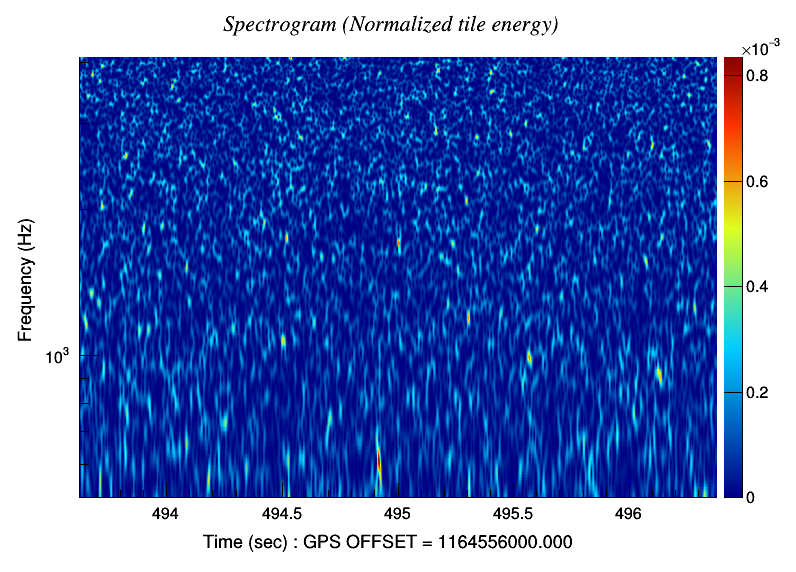 Spectrogram (Normalized tile energy)
×10⁻³
0.8
0.6
0.4
0.2
0
Frequency (Hz)
10³
494 494.5 495 495.5 496
Time (sec) : GPS OFFSET = 1164556000.000